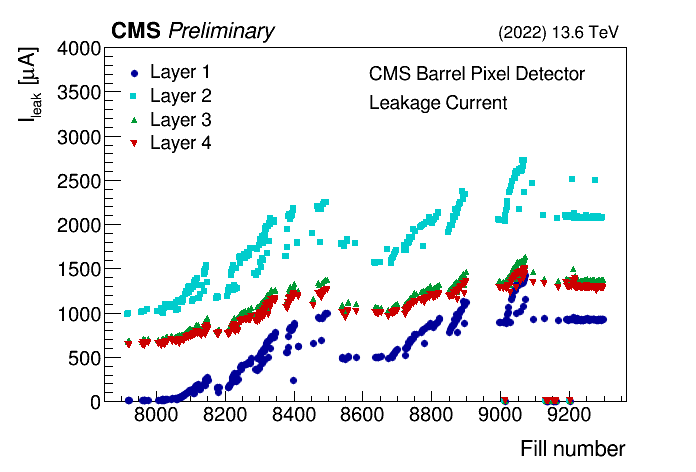 CMS Preliminary
(2022) 13.6 TeV
I_leak [μA]
4000
3500
3000
2500
2000
1500
1000
500
0
Layer 1
Layer 2
Layer 3
Layer 4
CMS Barrel Pixel Detector
Leakage Current
8000 8200 8400 8600 8800 9000 9200
Fill number